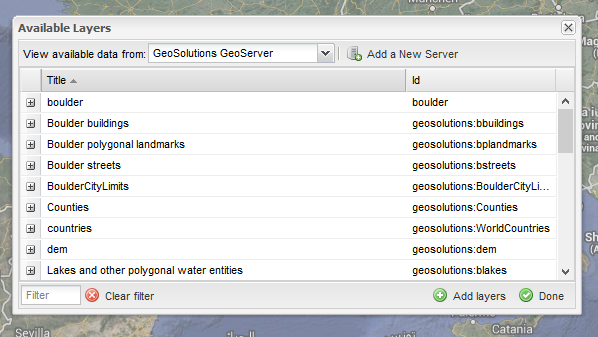 Available Layers
View available data from: GeoSolutions GeoServer Add a New Server
Title Id
boulder boulder
Boulder buildings geosolutions:bbuildings
Boulder polygonal landmarks geosolutions:bplandmarks
Boulder streets geosolutions:bstreets
BoulderCityLimits geosolutions:BoulderCityLi...
Counties geosolutions:Counties
countries geosolutions:WorldCountries
dem geosolutions:dem
Lakes and other polygonal water entities geosolutions:blakes
Filter Clear filter Add layers Done
Sevilla
Catania